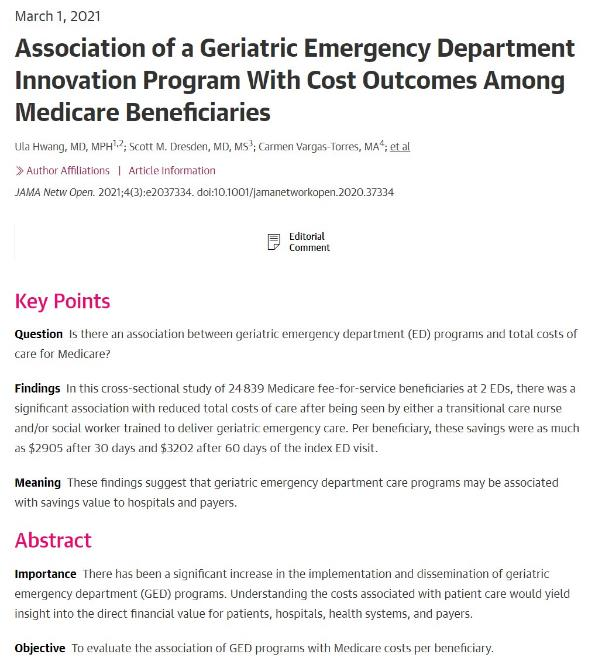 March 1, 2021
Association of a Geriatric Emergency Department
Innovation Program With Cost Outcomes Among
Medicare Beneficiaries
Ula Hwang, MD, MPH1,2; Scott M. Dresden, MD, MS3; Carmen Vargas-Torres, MA4; et al
» Author Affiliations | Article Information
JAMA Netw Open. 2021;4(3):e2037334. doi:10.1001/jamanetworkopen.2020.37334
Editorial
Comment
Key Points
Question Is there an association between geriatric emergency department (ED) programs and total costs of
care for Medicare?
Findings In this cross-sectional study of 24 839 Medicare fee-for-service beneficiaries at 2 EDs, there was a
significant association with reduced total costs of care after being seen by either a transitional care nurse
and/or social worker trained to deliver geriatric emergency care. Per beneficiary, these savings were as much
as $2905 after 30 days and $3202 after 60 days of the index ED visit.
Meaning These findings suggest that geriatric emergency department care programs may be associated
with savings value to hospitals and payers.
Abstract
Importance There has been a significant increase in the implementation and dissemination of geriatric
emergency department (GED) programs. Understanding the costs associated with patient care would yield
insight into the direct financial value for patients, hospitals, health systems, and payers.
Objective To evaluate the association of GED programs with Medicare costs per beneficiary.